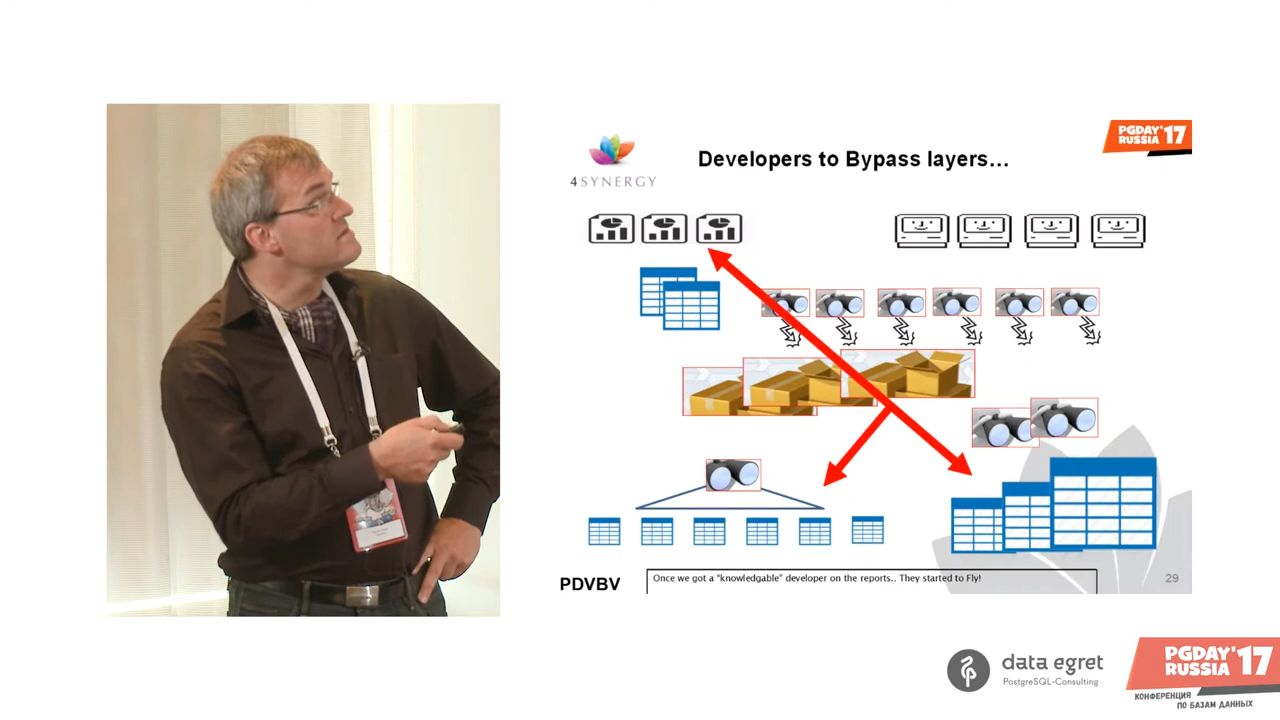 PGDAY'17
RUSSIA
4SYNERGY
Developers to Bypass layers...
PDVBV
Once we got a "knowledgable" developer on the reports.. They started to Fly!
29
data egret
PostgreSQL-Consulting
PGDAY'17
RUSSIA
КОНФЕРЕНЦИЯ
ПО БАЗАМ ДАННЫХ